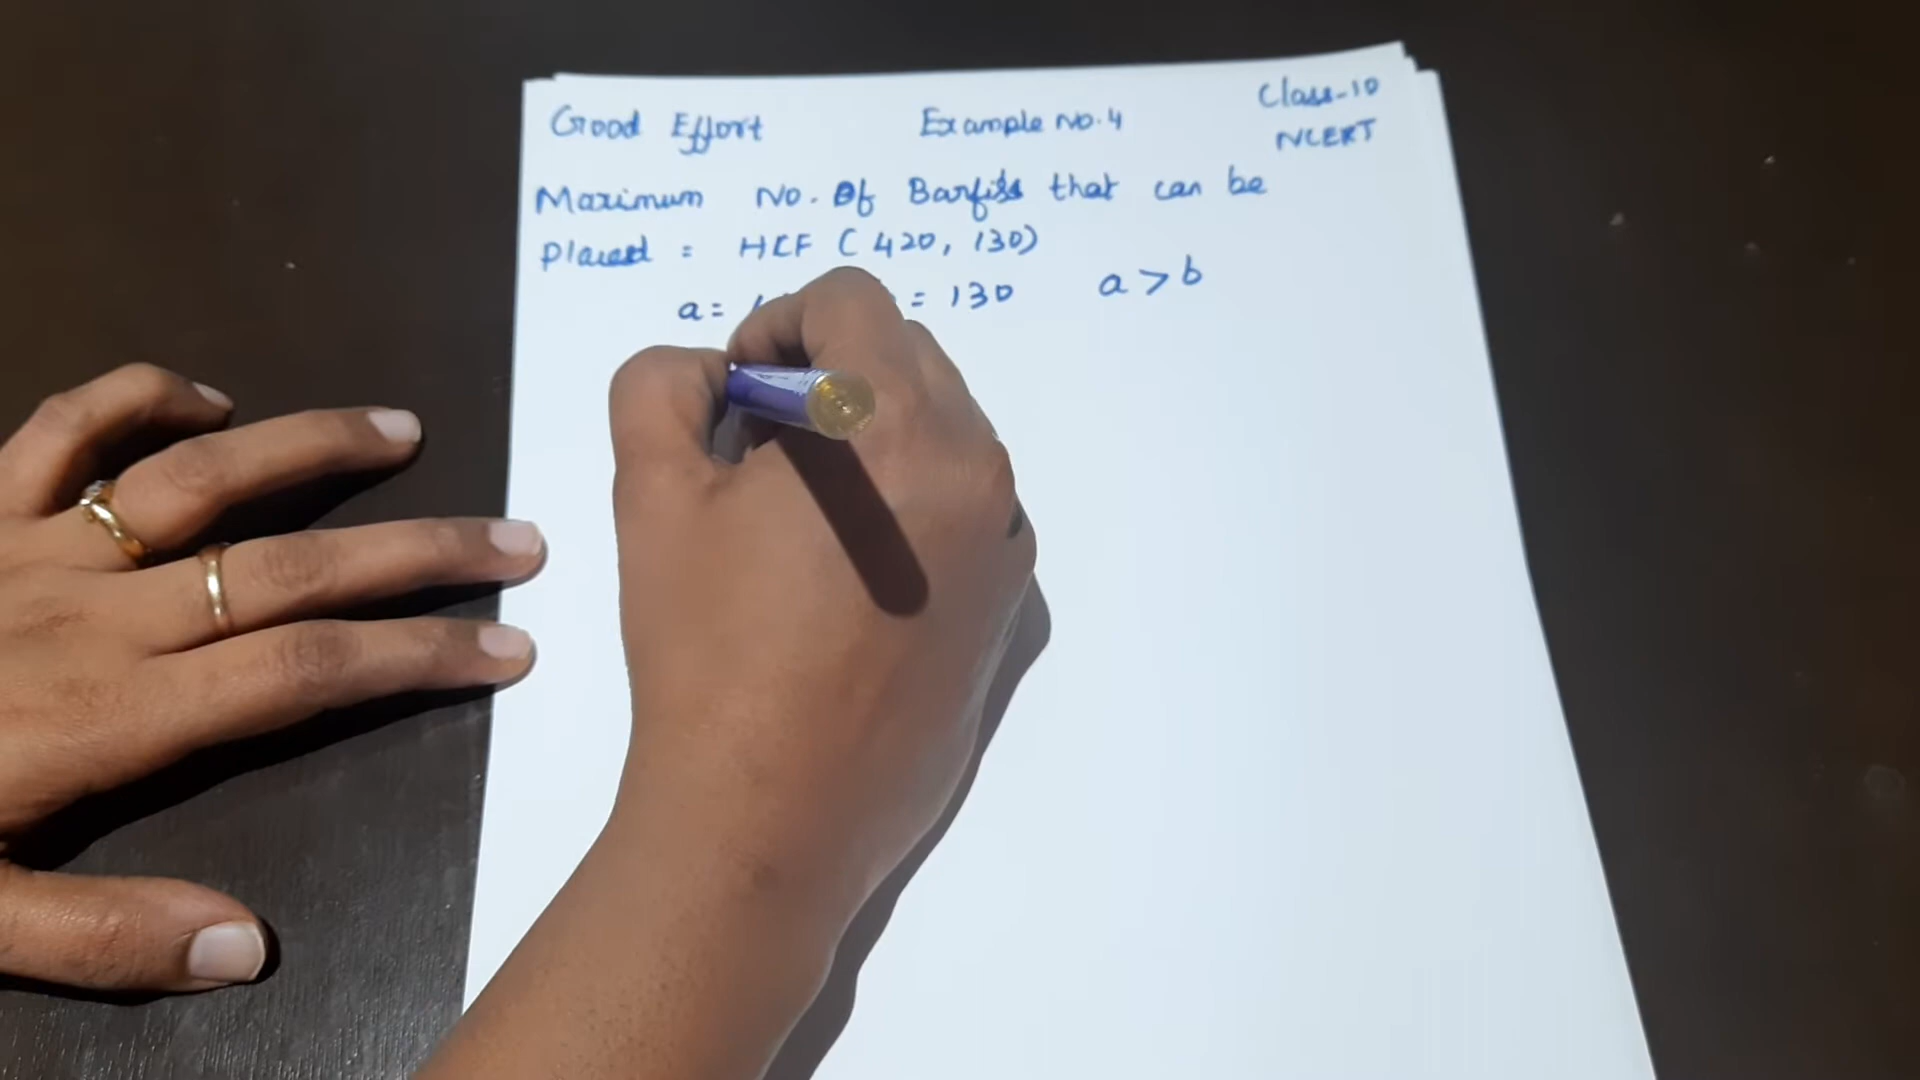 Good Effort Example No.4 Class-10
NCERT
Maximum No. Of Barfi's that can be
Placed = HCF (420, 130)
a = = 130 a > b